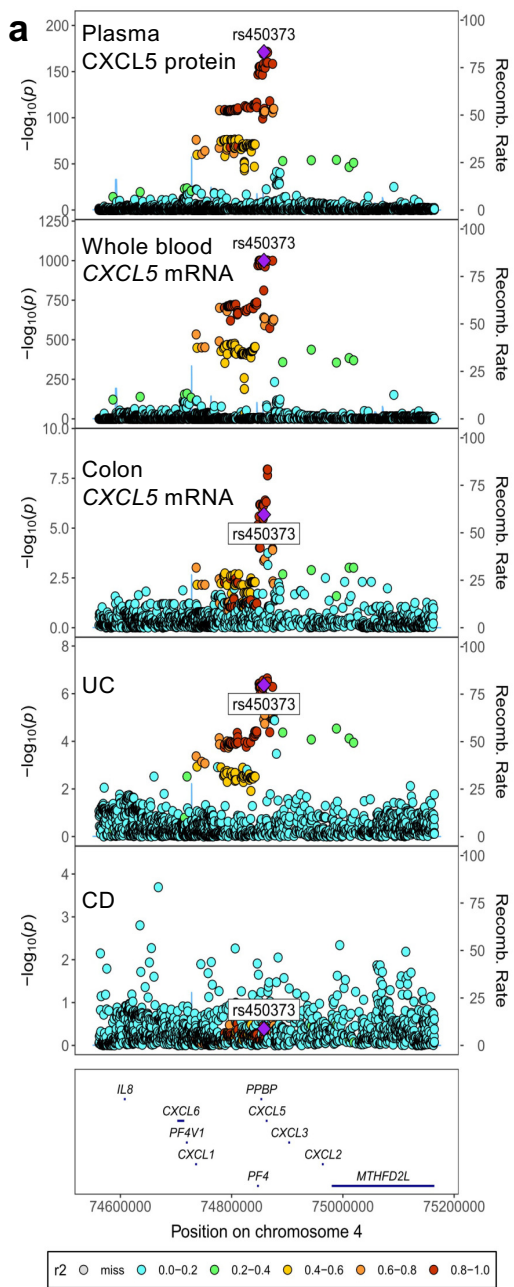 a
Plasma
CXCL5 protein
rs450373
−log10(p)
200
150
100
50
0
Recomb. Rate
100
75
50
25
0
Whole blood
CXCL5 mRNA
rs450373
−log10(p)
1250
1000
750
500
250
0
Recomb. Rate
100
75
50
25
0
Colon
CXCL5 mRNA
rs450373
−log10(p)
10.0
7.5
5.0
2.5
0.0
Recomb. Rate
100
75
50
25
0
UC
rs450373
−log10(p)
8
6
4
2
0
Recomb. Rate
100
75
50
25
0
CD
rs450373
−log10(p)
4
3
2
1
0
Recomb. Rate
100
75
50
25
0
IL8 PPBP
CXCL6 CXCL5
PF4V1 CXCL3
CXCL1 CXCL2
PF4 MTHFD2L
74600000 74800000 75000000 75200000
Position on chromosome 4
r2 miss 0.0−0.2 0.2−0.4 0.4−0.6 0.6−0.8 0.8−1.0